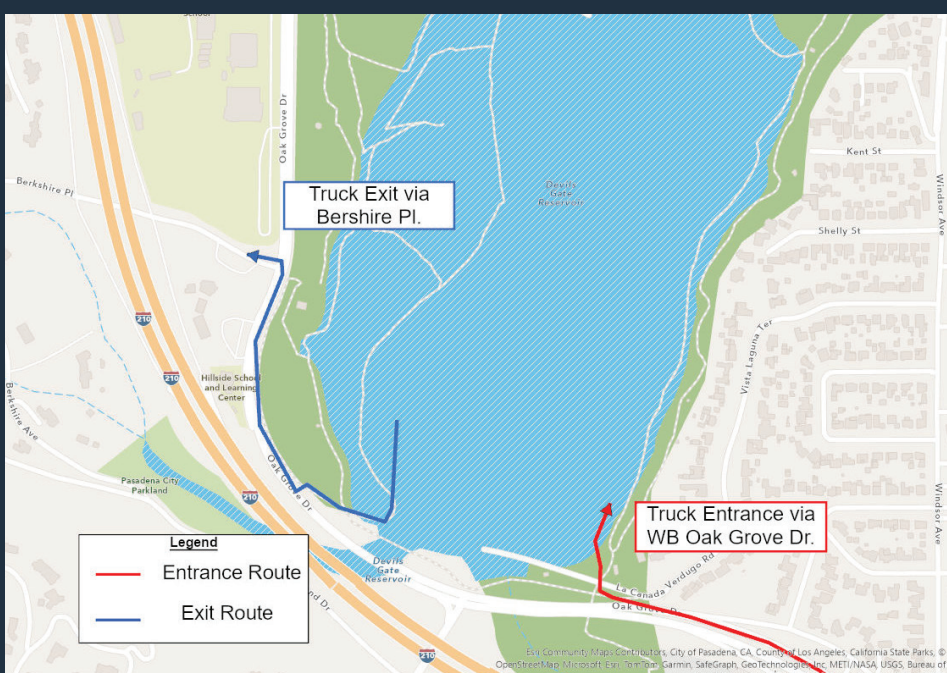 School
Oak Grove Dr
Kent St
Windsor Ave
Berkshire Pl
Truck Exit via
Bershire Pl.
Devils
Gate
Reservoir
Shelly St
210
Vista Laguna Ter
210
Hillside School
and Learning
Center
Berkshire Ave
Oak Grove Dr
Pasadena City
Parkland
210
Truck Entrance via
WB Oak Grove Dr.
Windsor Ave
Legend
Entrance Route
Exit Route
Devils
Gate
Reservoir
La Canada Verdugo Rd
Oak Grove Dr
Dr
210
Esri Community Maps Contributors, City of Pasadena, CA, County of Los Angeles, California State Parks, ©
OpenStreetMap, Microsoft, Esri, TomTom, Garmin, SafeGraph, GeoTechnologies, Inc, METI/NASA, USGS, Bureau of